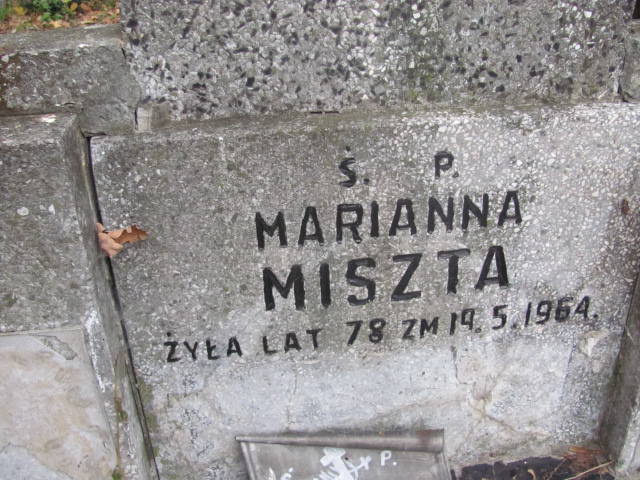 Ś. P.
MARIANNA
MISZTA
ŻYŁA LAT 78 ZM 19.5.1964.
Ś P.